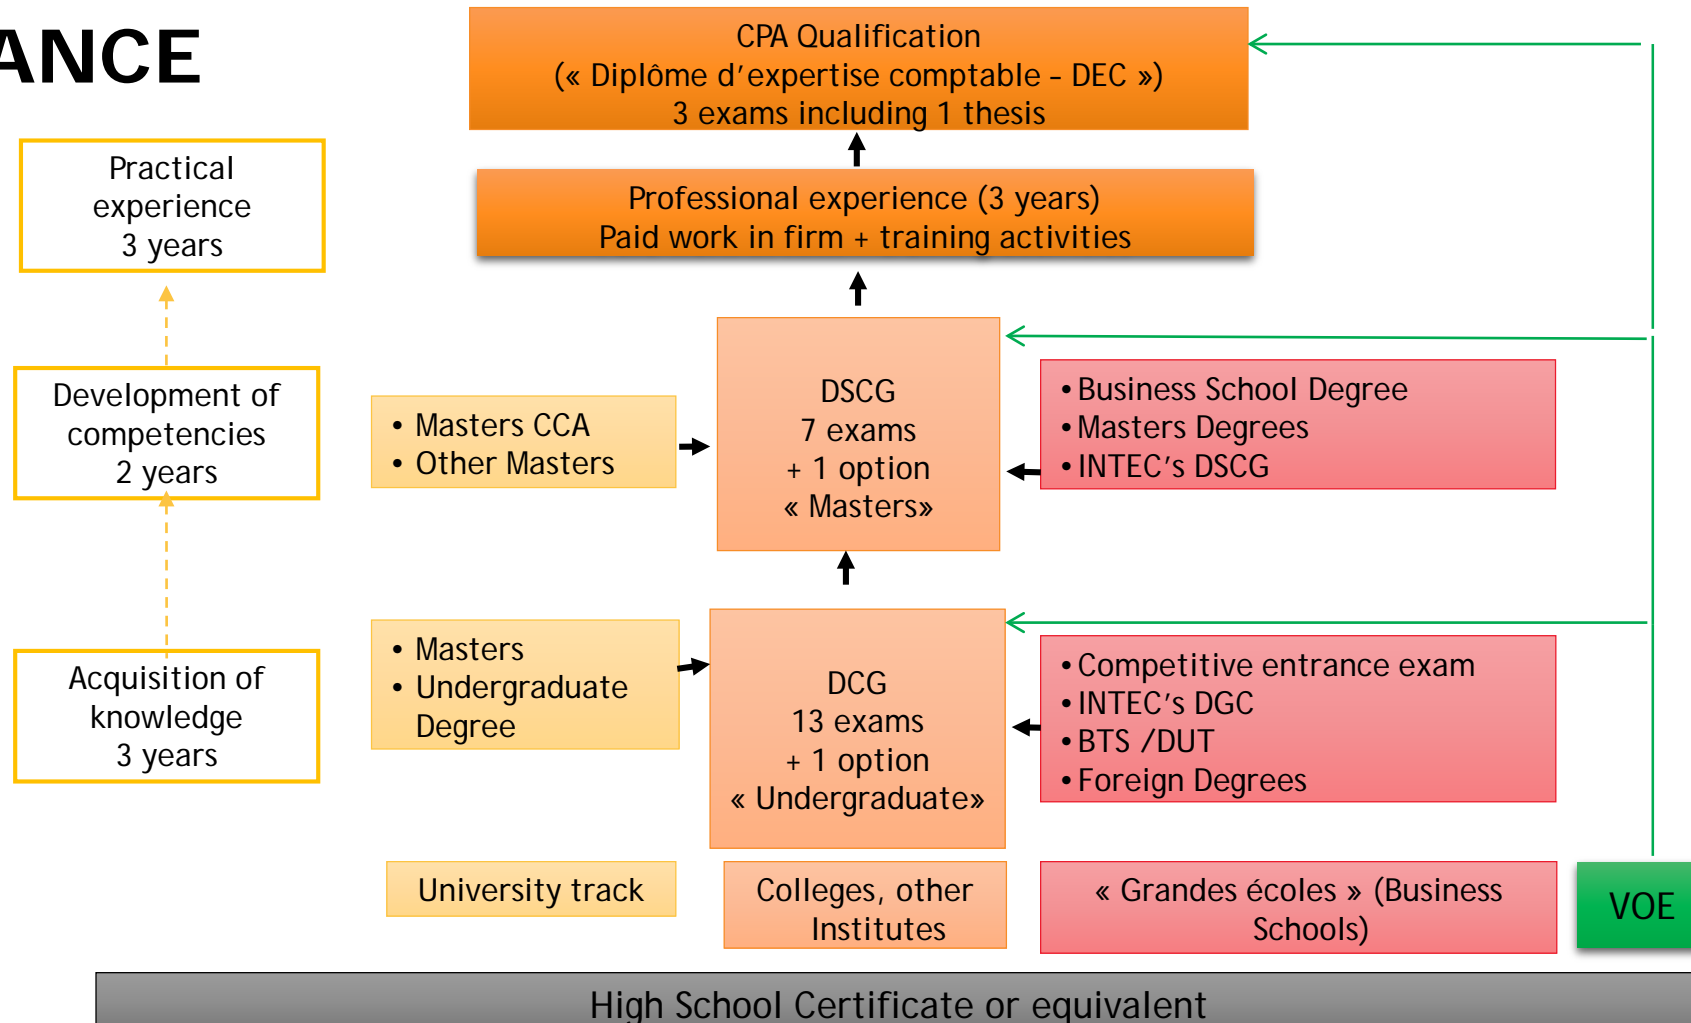 ANCE
CPA Qualification
(« Diplôme d’expertise comptable – DEC »)
3 exams including 1 thesis
Practical
experience
3 years
Professional experience (3 years)
Paid work in firm + training activities
Development of
competencies
2 years
• Masters CCA
• Other Masters
DSCG
7 exams
+ 1 option
« Masters»
• Business School Degree
• Masters Degrees
• INTEC’s DSCG
Acquisition of
knowledge
3 years
• Masters
• Undergraduate
Degree
DCG
13 exams
+ 1 option
« Undergraduate»
• Competitive entrance exam
• INTEC’s DGC
• BTS /DUT
• Foreign Degrees
University track
Colleges, other
Institutes
« Grandes écoles » (Business
Schools)
VOE
High School Certificate or equivalent